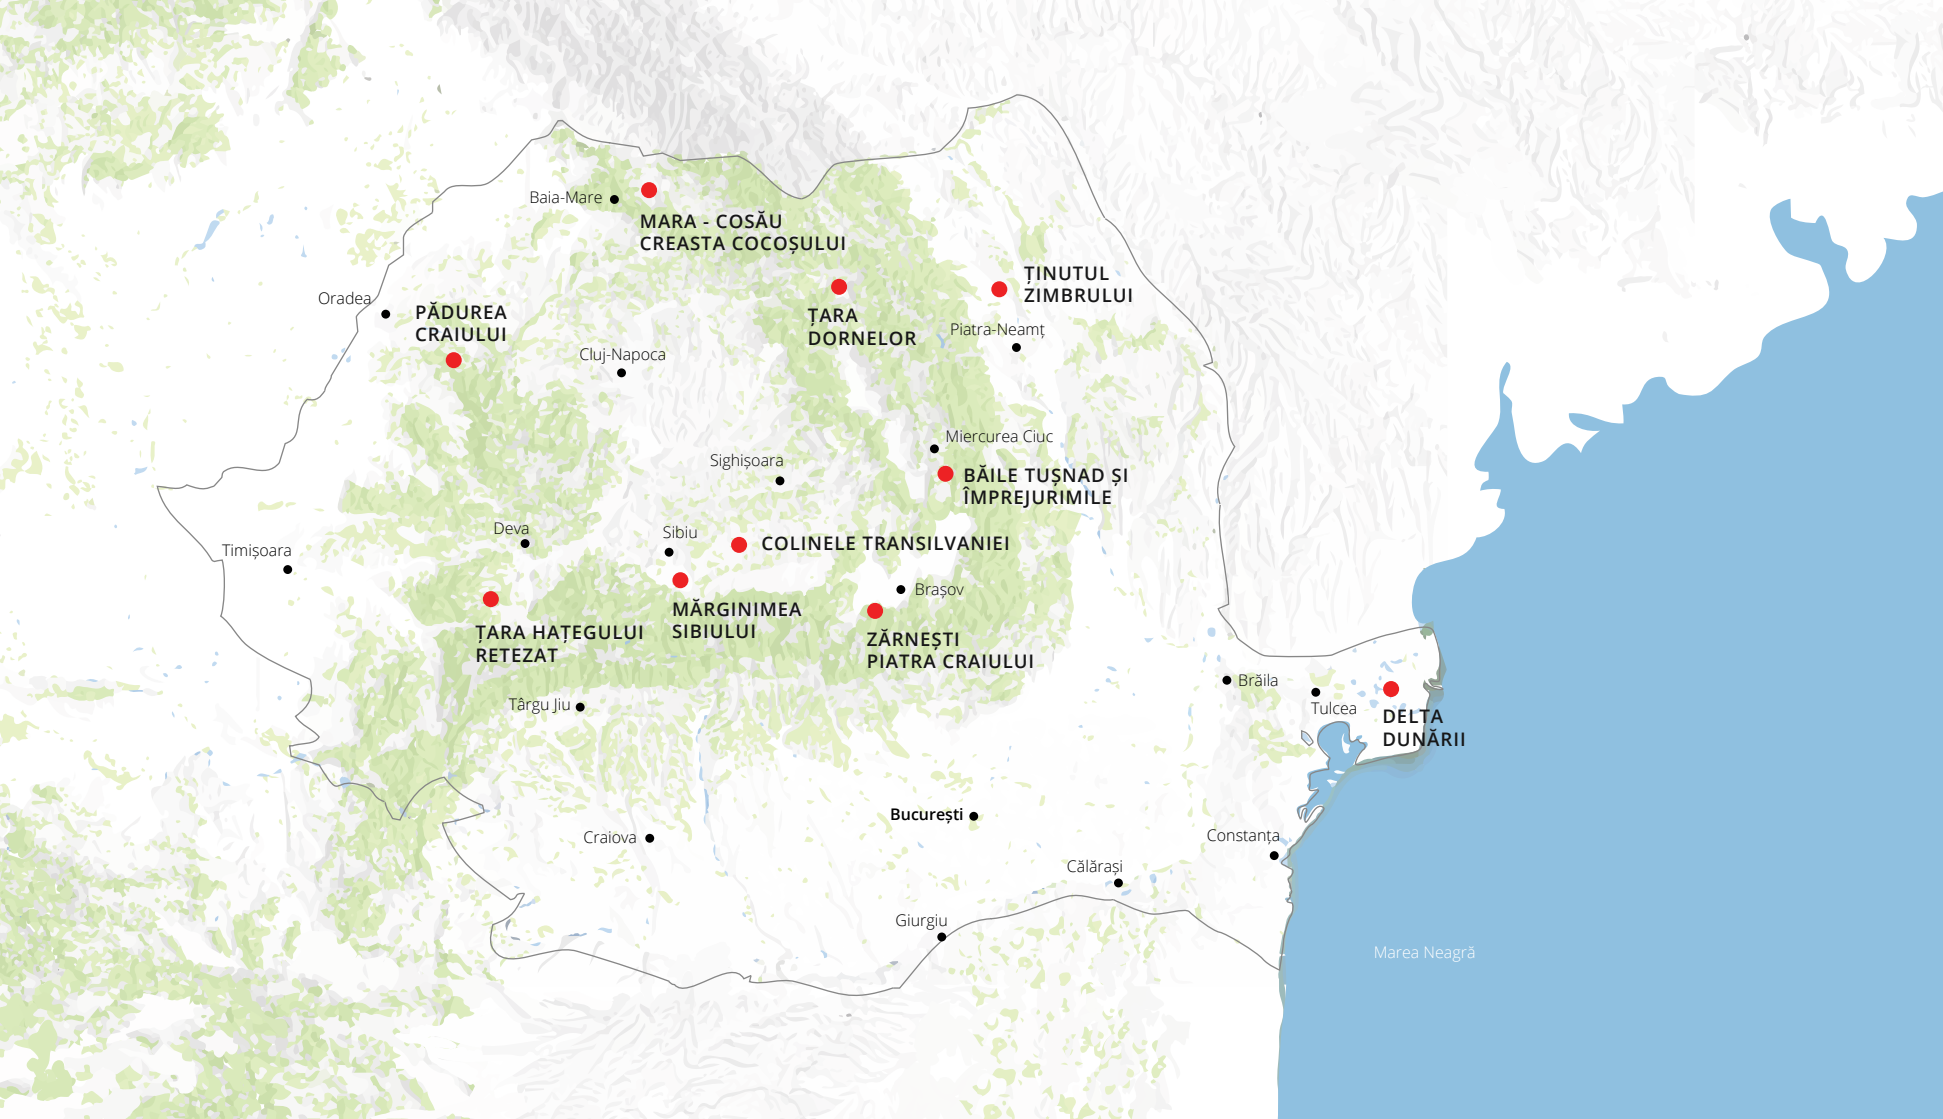 Baia-Mare
MARA - COSĂU
CREASTA COCOȘULUI
ȚINUTUL
ZIMBRULUI
Oradea
PĂDUREA
CRAIULUI
ȚARA
DORNELOR
Piatra-Neamț
Cluj-Napoca
Miercurea Ciuc
Sighișoara
BĂILE TUȘNAD ȘI
ÎMPREJURIMILE
Deva
Sibiu
COLINELE TRANSILVANIEI
Timișoara
Brașov
MĂRGINIMEA
SIBIULUI
ȚARA HAȚEGULUI
RETEZAT
ZĂRNEȘTI
PIATRA CRAIULUI
Brăila
Târgu Jiu
Tulcea
DELTA
DUNĂRII
București
Craiova
Constanța
Călărași
Giurgiu
Marea Neagră